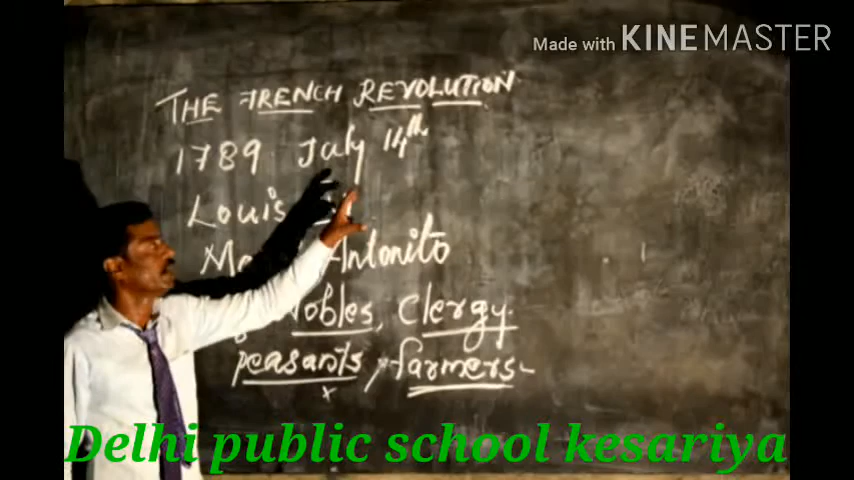 Made with KINEMASTER
THE FRENCH REVOLUTION
1789 July 14th
Louis
Antonito
Nobles, Clergy.
peasants, farmers
Delhi public school kesariya